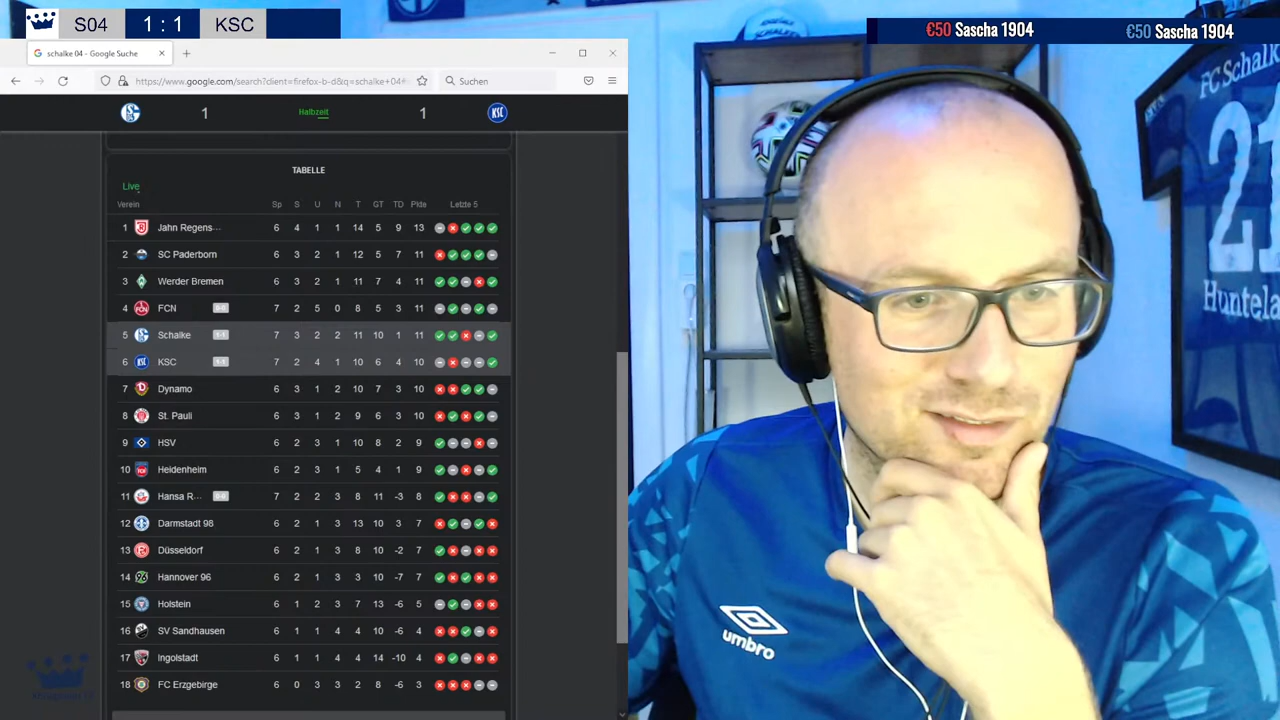 S04 1 : 1 KSC
€50 Sascha 1904 €50 Sascha 1904
schalke 04 - Google Suche
https://www.google.com/search?client=firefox-b-d&q=schalke+04
Suchen
1 Halbzeit 1
KSC
TABELLE
Live
Verein Sp S U N T GT TD Pkte Letzte 5
1 Jahn Regens... 6 4 1 1 14 5 9 13
2 SC Paderborn 6 3 2 1 12 5 7 11
3 Werder Bremen 6 3 2 1 11 7 4 11
4 FCN 0-0 7 2 5 0 8 5 3 11
5 Schalke 1-1 7 3 2 2 11 10 1 11
6 KSC 1-1 7 2 4 1 10 6 4 10
7 Dynamo 6 3 1 2 10 7 3 10
8 St. Pauli 6 3 1 2 9 6 3 10
9 HSV 6 2 3 1 10 8 2 9
10 Heidenheim 6 2 3 1 5 4 1 9
11 Hansa R... 0-0 7 2 2 3 8 11 -3 8
12 Darmstadt 98 6 2 1 3 13 10 3 7
13 Düsseldorf 6 2 1 3 8 10 -2 7
14 Hannover 96 6 2 1 3 3 10 -7 7
15 Holstein 6 1 2 3 7 13 -6 5
16 SV Sandhausen 6 1 1 4 4 10 -6 4
17 Ingolstadt 6 1 1 4 4 14 -10 4
18 FC Erzgebirge 6 0 3 3 2 8 -6 3
FC Schalk
21
Huntela
umbro